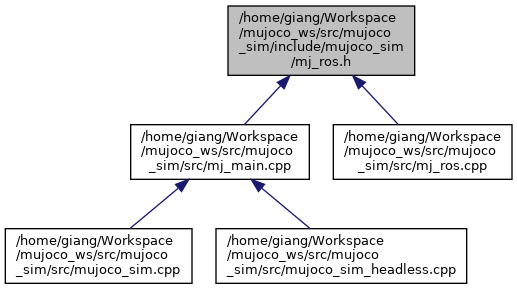 /home/giang/Workspace
/mujoco_ws/src/mujoco
_sim/include/mujoco_sim
/mj_ros.h
/home/giang/Workspace
/mujoco_ws/src/mujoco
_sim/src/mj_main.cpp
/home/giang/Workspace
/mujoco_ws/src/mujoco
_sim/src/mj_ros.cpp
/home/giang/Workspace
/mujoco_ws/src/mujoco
_sim/src/mujoco_sim.cpp
/home/giang/Workspace
/mujoco_ws/src/mujoco
_sim/src/mujoco_sim_headless.cpp